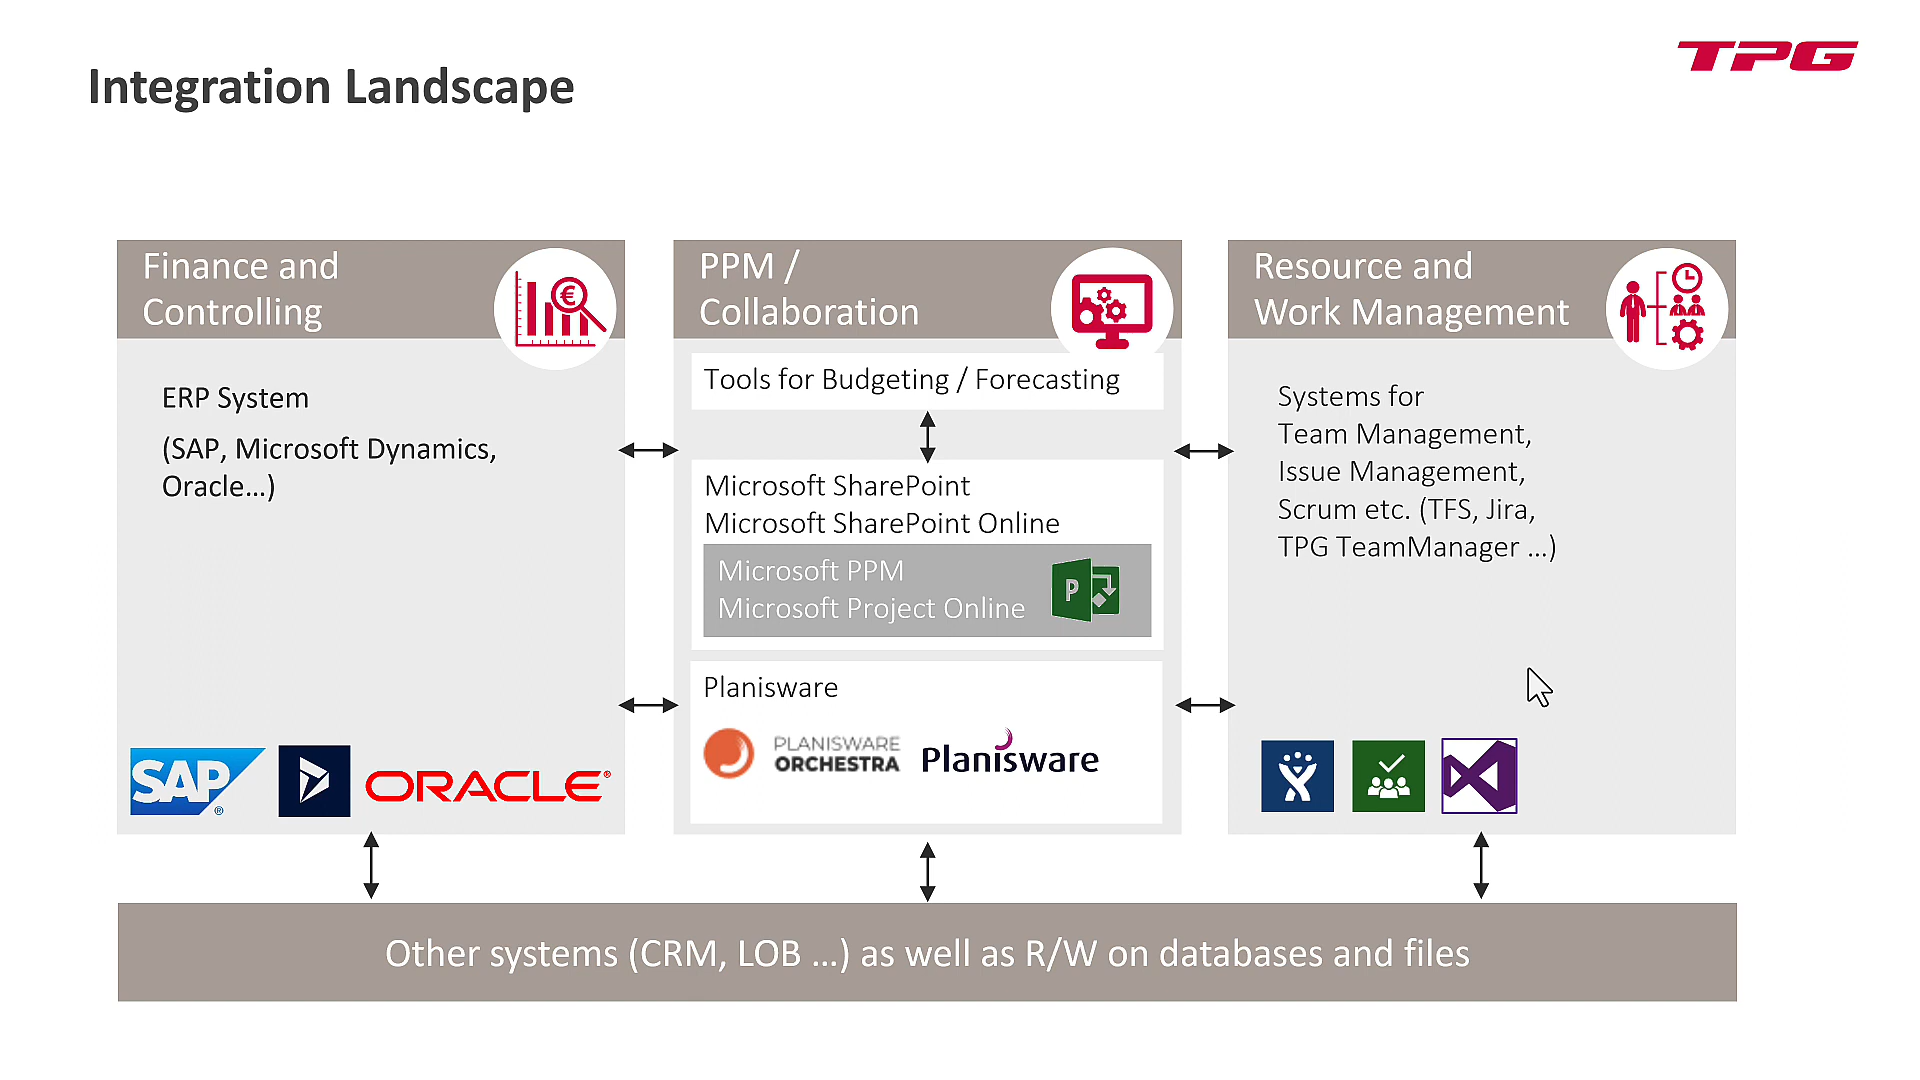 Integration Landscape
TPG
Finance and
Controlling
ERP System
(SAP, Microsoft Dynamics,
Oracle...)
SAP®
ORACLE®
PPM /
Collaboration
Tools for Budgeting / Forecasting
Microsoft SharePoint
Microsoft SharePoint Online
Microsoft PPM
Microsoft Project Online
P
Planisware
PLANISWARE
ORCHESTRA
Planisware
Resource and
Work Management
Systems for
Team Management,
Issue Management,
Scrum etc. (TFS, Jira,
TPG TeamManager ...)
Other systems (CRM, LOB ...) as well as R/W on databases and files